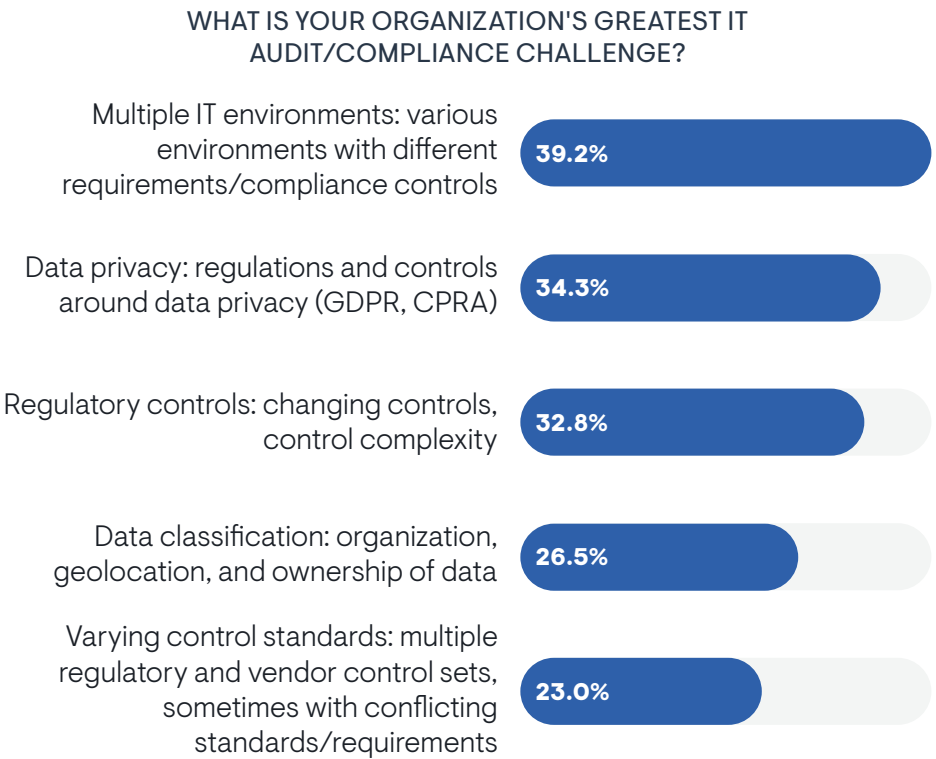 WHAT IS YOUR ORGANIZATION'S GREATEST IT
AUDIT/COMPLIANCE CHALLENGE?
Multiple IT environments: various
environments with different
requirements/compliance controls
39.2%
Data privacy: regulations and controls
around data privacy (GDPR, CPRA)
34.3%
Regulatory controls: changing controls,
control complexity
32.8%
Data classification: organization,
geolocation, and ownership of data
26.5%
Varying control standards: multiple
regulatory and vendor control sets,
sometimes with conflicting
standards/requirements
23.0%